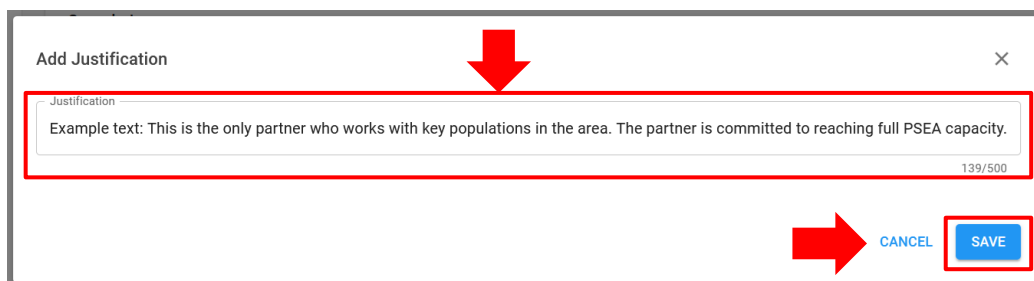 Add Justification
Justification
Example text: This is the only partner who works with key populations in the area. The partner is committed to reaching full PSEA capacity.
139/500
CANCEL
SAVE